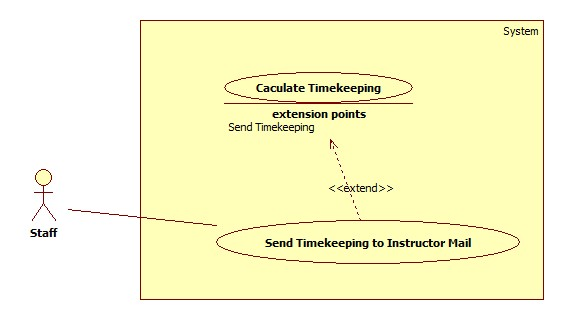 System
Caculate Timekeeping
extension points
Send Timekeeping
<<extend>>
Staff
Send Timekeeping to Instructor Mail